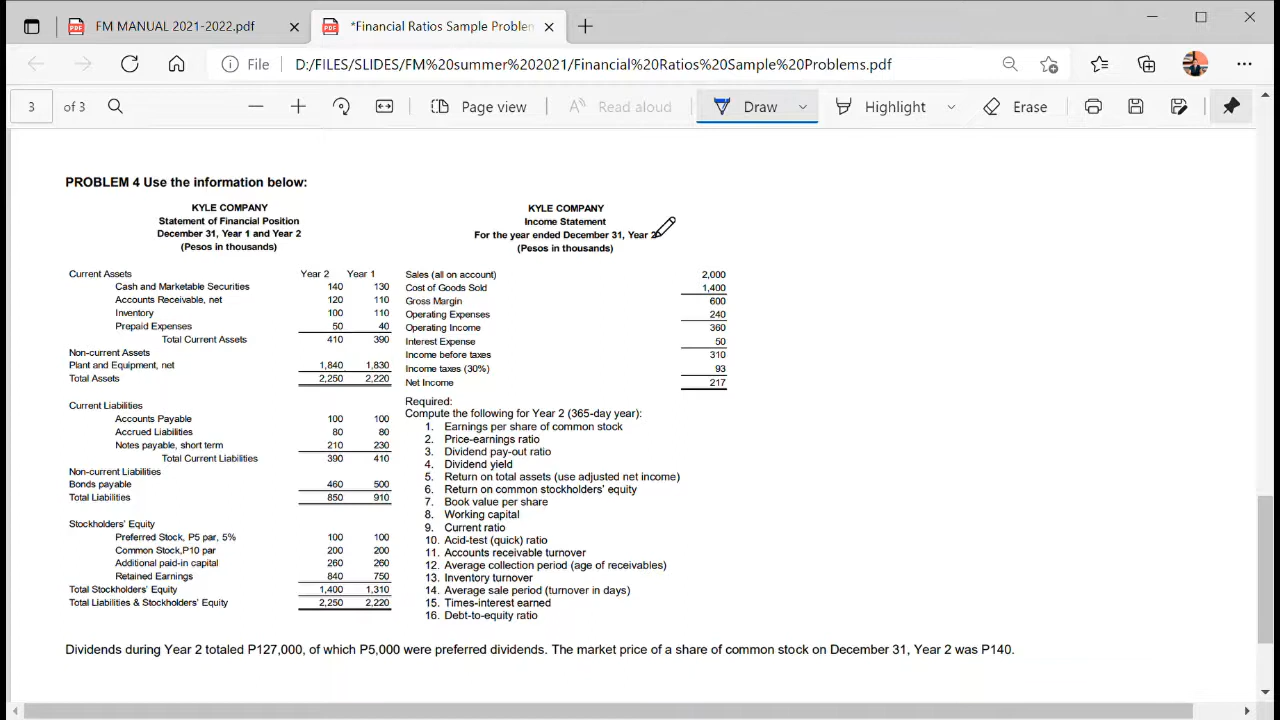 FM MANUAL 2021-2022.pdf
*Financial Ratios Sample Problen
File D:/FILES/SLIDES/FM%20summer%202021/Financial%20Ratios%20Sample%20Problems.pdf
3 of 3 Page view Read aloud Draw Highlight Erase
PROBLEM 4 Use the information below:
KYLE COMPANY
Statement of Financial Position
December 31, Year 1 and Year 2
(Pesos in thousands)
Current Assets Year 2 Year 1
Cash and Marketable Securities 140 130
Accounts Receivable, net 120 110
Inventory 100 110
Prepaid Expenses 50 40
Total Current Assets 410 390
Non-current Assets
Plant and Equipment, net 1,840 1,830
Total Assets 2,250 2,220
Current Liabilities
Accounts Payable 100 100
Accrued Liabilities 80 80
Notes payable, short term 210 230
Total Current Liabilities 390 410
Non-current Liabilities
Bonds payable 460 500
Total Liabilities 850 910
Stockholders' Equity
Preferred Stock, P5 par, 5% 100 100
Common Stock,P10 par 200 200
Additional paid-in capital 260 260
Retained Earnings 840 750
Total Stockholders' Equity 1,400 1,310
Total Liabilities & Stockholders' Equity 2,250 2,220
KYLE COMPANY
Income Statement
For the year ended December 31, Year 2
(Pesos in thousands)
Sales (all on account) 2,000
Cost of Goods Sold 1,400
Gross Margin 600
Operating Expenses 240
Operating Income 360
Interest Expense 50
Income before taxes 310
Income taxes (30%) 93
Net Income 217
Required:
Compute the following for Year 2 (365-day year):
1. Earnings per share of common stock
2. Price-earnings ratio
3. Dividend pay-out ratio
4. Dividend yield
5. Return on total assets (use adjusted net income)
6. Return on common stockholders' equity
7. Book value per share
8. Working capital
9. Current ratio
10. Acid-test (quick) ratio
11. Accounts receivable turnover
12. Average collection period (age of receivables)
13. Inventory turnover
14. Average sale period (turnover in days)
15. Times-interest earned
16. Debt-to-equity ratio
Dividends during Year 2 totaled P127,000, of which P5,000 were preferred dividends. The market price of a share of common stock on December 31, Year 2 was P140.